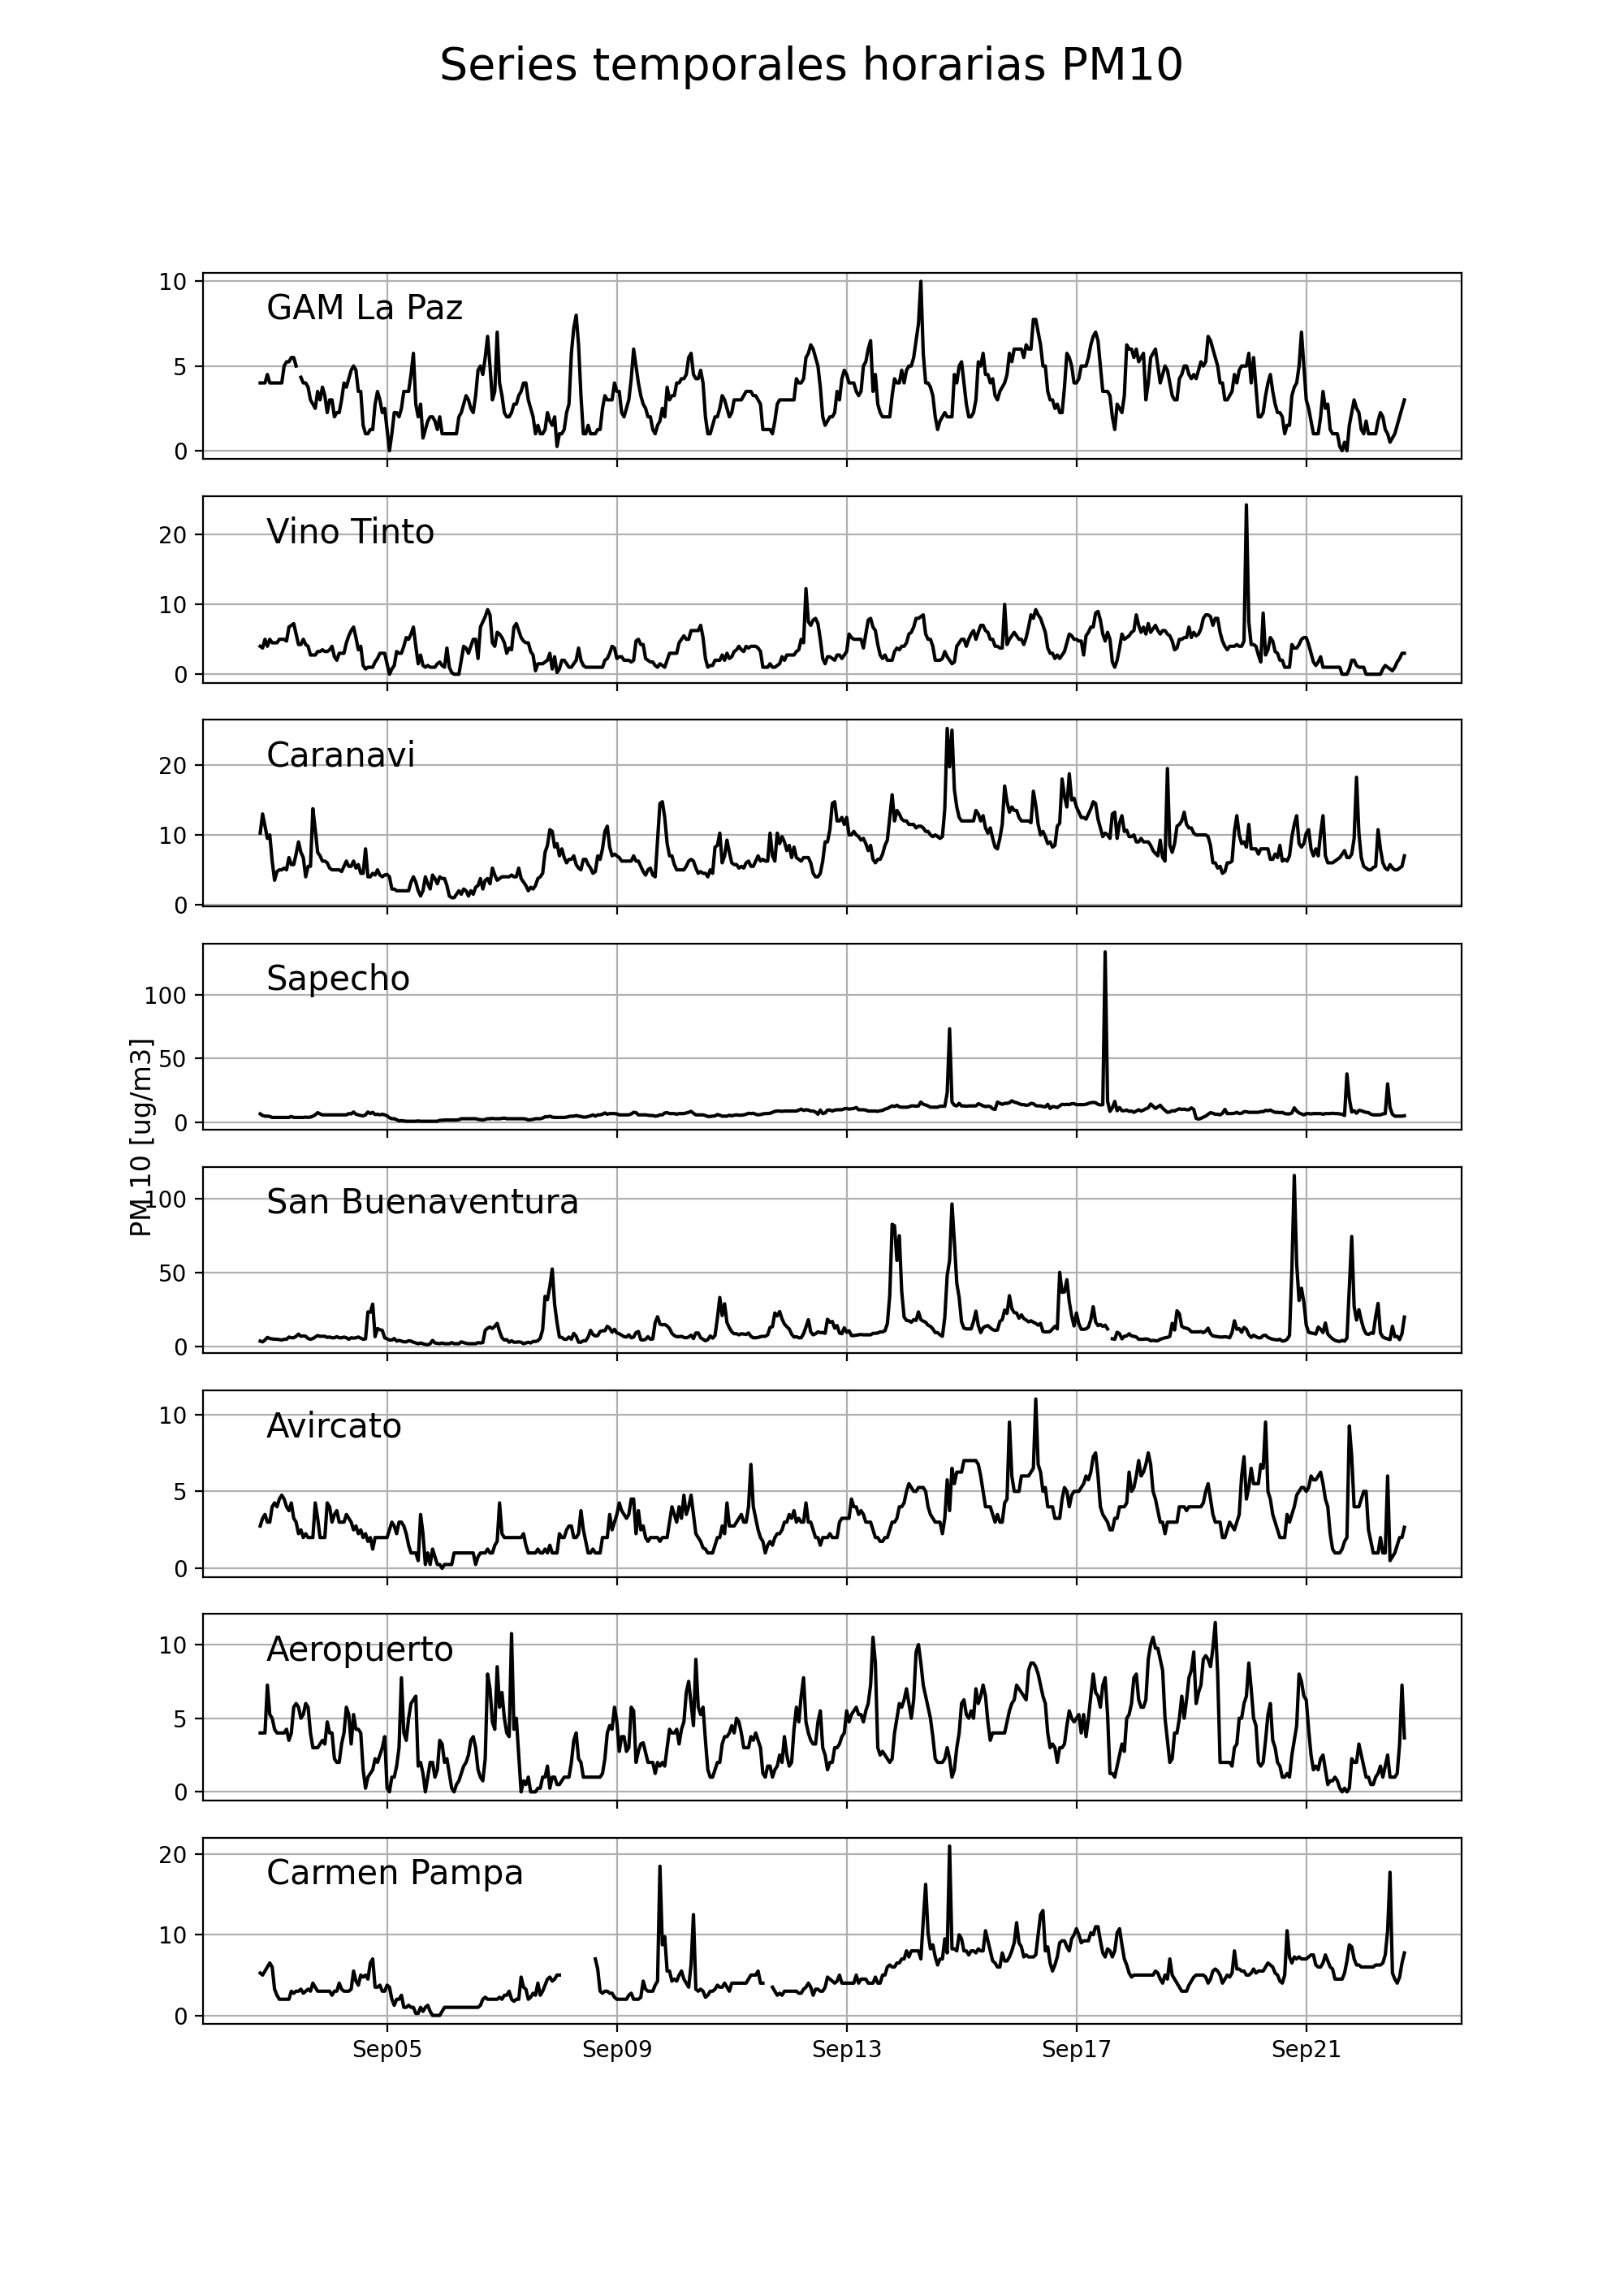 Series temporales horarias PM10
10
GAM La Paz
5
0
20
Vino Tinto
10
0
20
Caranavi
10
0
PM 10 [ug/m3]
100
Sapecho
50
0
100
San Buenaventura
50
0
10
Avircato
5
0
10
Aeropuerto
5
0
20
Carmen Pampa
10
0
Sep05 Sep09 Sep13 Sep17 Sep21